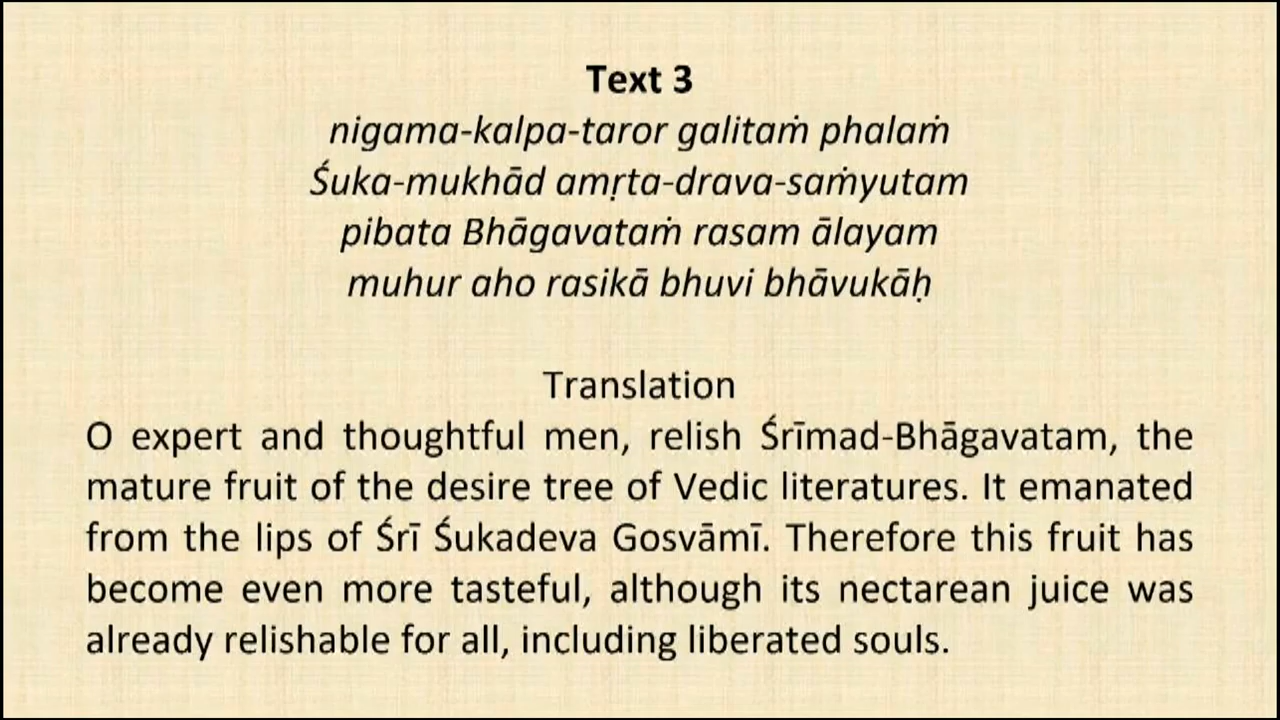 Text 3
nigama-kalpa-taror galitaṁ phalaṁ
Śuka-mukhād amṛta-drava-saṁyutam
pibata Bhāgavataṁ rasam ālayam
muhur aho rasikā bhuvi bhāvukāḥ
Translation
O expert and thoughtful men, relish Śrīmad-Bhāgavatam, the
mature fruit of the desire tree of Vedic literatures. It emanated
from the lips of Śrī Śukadeva Gosvāmī. Therefore this fruit has
become even more tasteful, although its nectarean juice was
already relishable for all, including liberated souls.